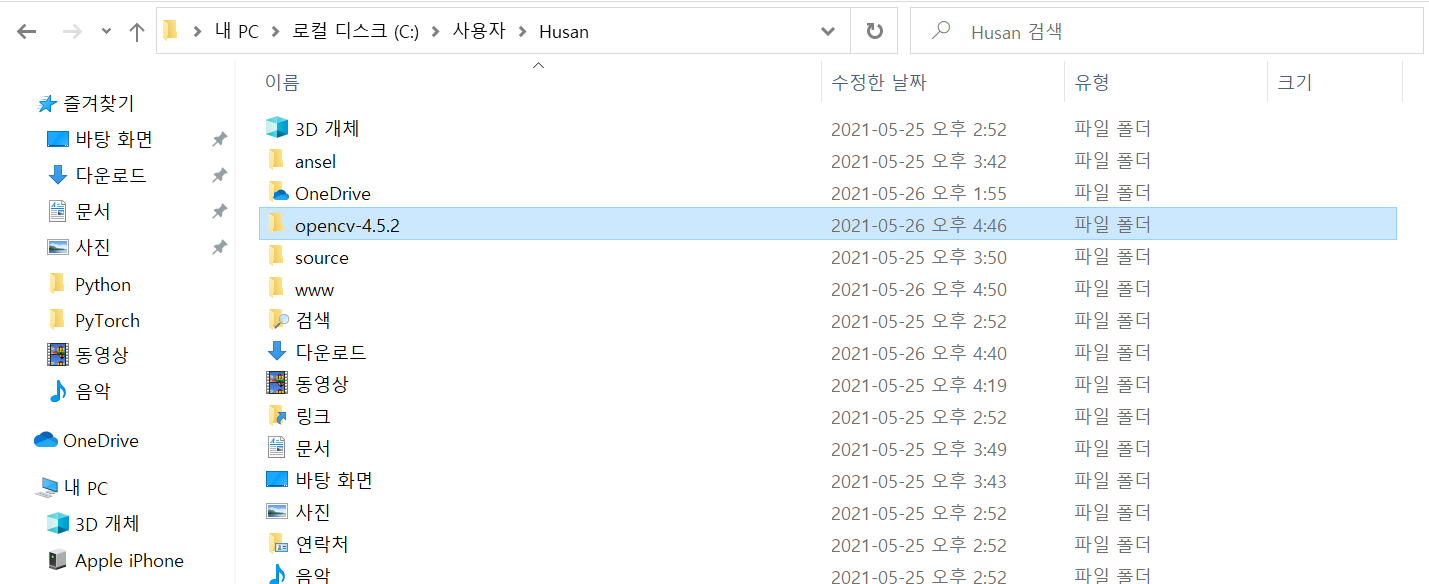 내 PC > 로컬 디스크 (C:) > 사용자 > Husan
Husan 검색
즐겨찾기
바탕 화면
다운로드
문서
사진
Python
PyTorch
동영상
음악
OneDrive
내 PC
3D 개체
Apple iPhone
이름 수정한 날짜 유형 크기
3D 개체 2021-05-25 오후 2:52 파일 폴더
ansel 2021-05-25 오후 3:42 파일 폴더
OneDrive 2021-05-26 오후 1:55 파일 폴더
opencv-4.5.2 2021-05-26 오후 4:46 파일 폴더
source 2021-05-25 오후 3:50 파일 폴더
www 2021-05-26 오후 4:50 파일 폴더
검색 2021-05-25 오후 2:52 파일 폴더
다운로드 2021-05-26 오후 4:40 파일 폴더
동영상 2021-05-25 오후 4:19 파일 폴더
링크 2021-05-25 오후 2:52 파일 폴더
문서 2021-05-25 오후 3:49 파일 폴더
바탕 화면 2021-05-25 오후 3:43 파일 폴더
사진 2021-05-25 오후 2:52 파일 폴더
연락처 2021-05-25 오후 2:52 파일 폴더
음악 2021-05-25 오후 2:52 파일 폴더